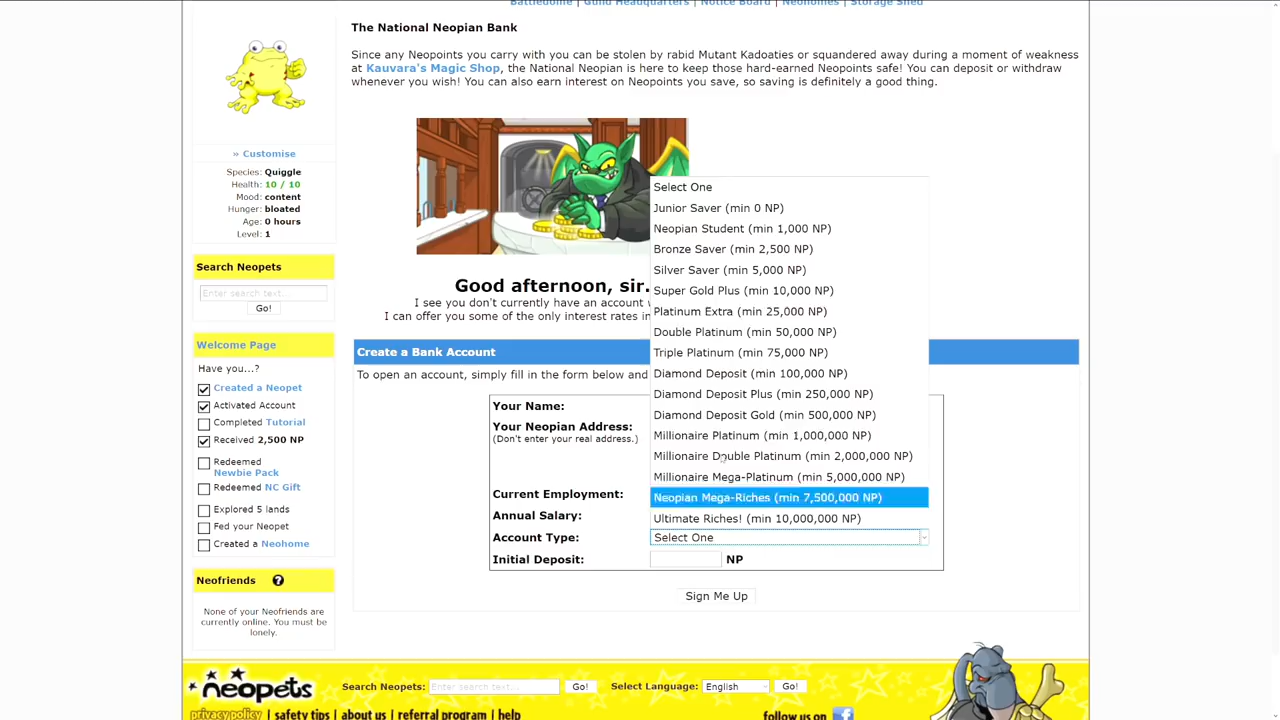 Battledome | Guild Headquarters | Notice Board | Neohomes | Storage Shed
The National Neopian Bank
Since any Neopoints you carry with you can be stolen by rabid Mutant Kadoaties or squandered away during a moment of weakness
at Kauvara's Magic Shop, the National Neopian is here to keep those hard-earned Neopoints safe! You can deposit or withdraw
whenever you wish! You can also earn interest on Neopoints you save, so saving is definitely a good thing.
» Customise
Species: Quiggle
Health: 10 / 10
Mood: content
Hunger: bloated
Age: 0 hours
Level: 1
Search Neopets
Enter search text...
Go!
Welcome Page
Have you...?
Created a Neopet
Activated Account
Completed Tutorial
Received 2,500 NP
Redeemed
Newbie Pack
Redeemed NC Gift
Explored 5 lands
Fed your Neopet
Created a Neohome
Neofriends ?
None of your Neofriends are
currently online. You must be
lonely.
Good afternoon, sir.
I see you don't currently have an account w
I can offer you some of the only interest rates in
Create a Bank Account
To open an account, simply fill in the form below and
Your Name:
Your Neopian Address:
(Don't enter your real address.)
Current Employment:
Annual Salary:
Account Type:
Initial Deposit:
Select One
Junior Saver (min 0 NP)
Neopian Student (min 1,000 NP)
Bronze Saver (min 2,500 NP)
Silver Saver (min 5,000 NP)
Super Gold Plus (min 10,000 NP)
Platinum Extra (min 25,000 NP)
Double Platinum (min 50,000 NP)
Triple Platinum (min 75,000 NP)
Diamond Deposit (min 100,000 NP)
Diamond Deposit Plus (min 250,000 NP)
Diamond Deposit Gold (min 500,000 NP)
Millionaire Platinum (min 1,000,000 NP)
Millionaire Double Platinum (min 2,000,000 NP)
Millionaire Mega-Platinum (min 5,000,000 NP)
Neopian Mega-Riches (min 7,500,000 NP)
Ultimate Riches! (min 10,000,000 NP)
Select One
NP
Sign Me Up
neopets
Search Neopets: Enter search text... Go! Select Language: English Go!
privacy policy | safety tips | about us | referral program | help
follow us on f